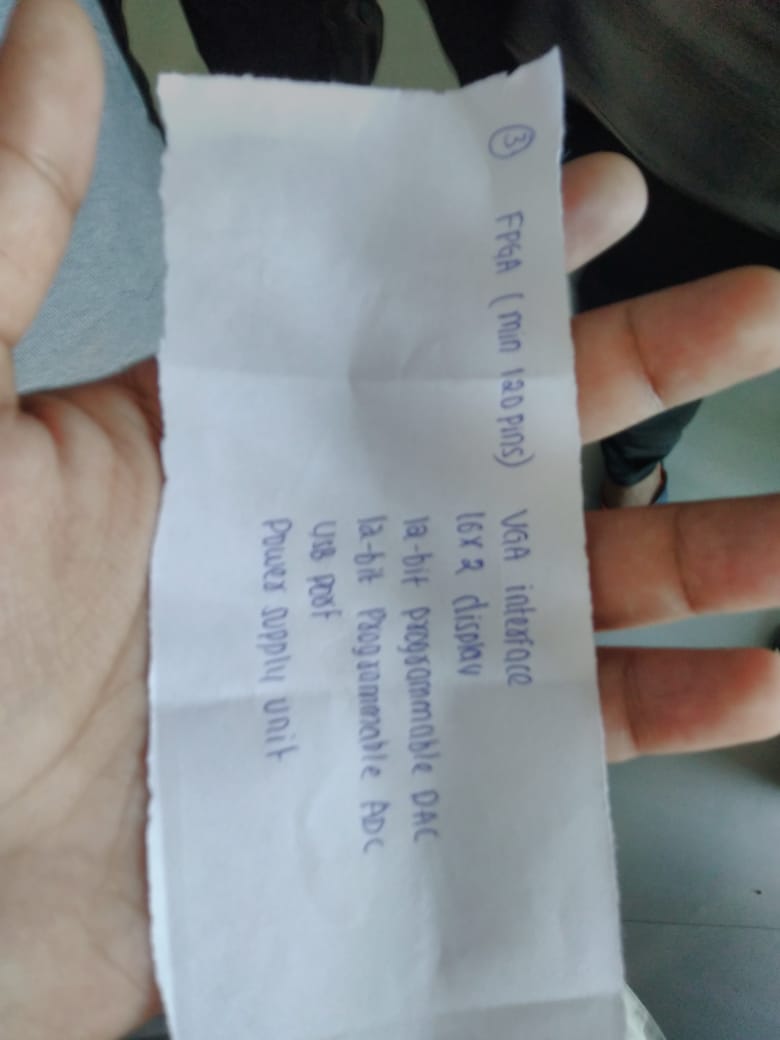 ③ FPGA (min 120 pins) VGA interface
16x2 display
12-bit programmable DAC
12-bit Programmable ADC
USB port
Power supply unit